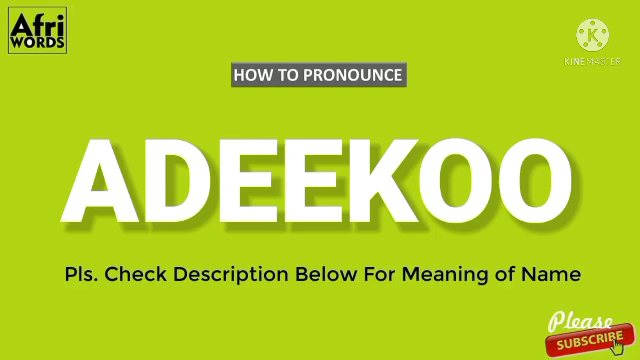 Afri
WORDS
KINEMASTER
HOW TO PRONOUNCE
ADEEKOO
Pls. Check Description Below For Meaning of Name
Please
SUBSCRIBE